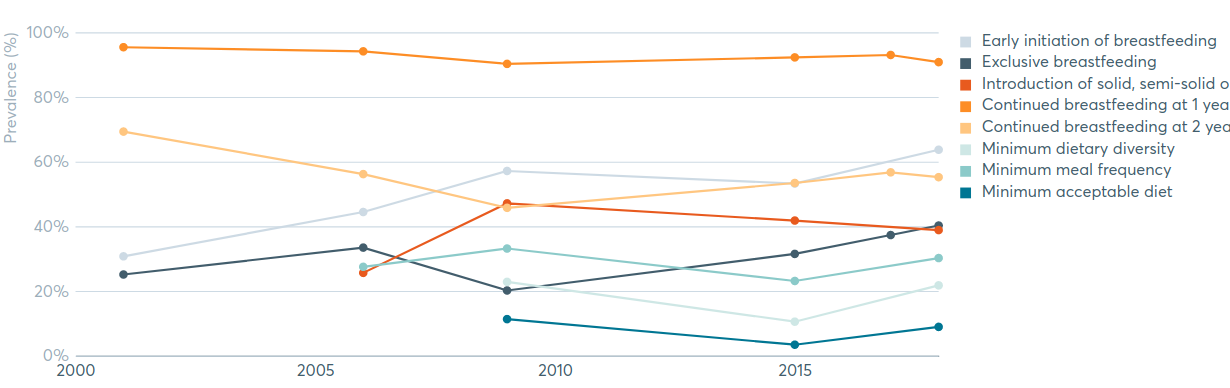 Prevalence (%)
100%
80%
60%
40%
20%
0%
2000
2005
2010
2015
Early initiation of breastfeeding
Exclusive breastfeeding
Introduction of solid, semi-solid o
Continued breastfeeding at 1 yea
Continued breastfeeding at 2 yea
Minimum dietary diversity
Minimum meal frequency
Minimum acceptable diet